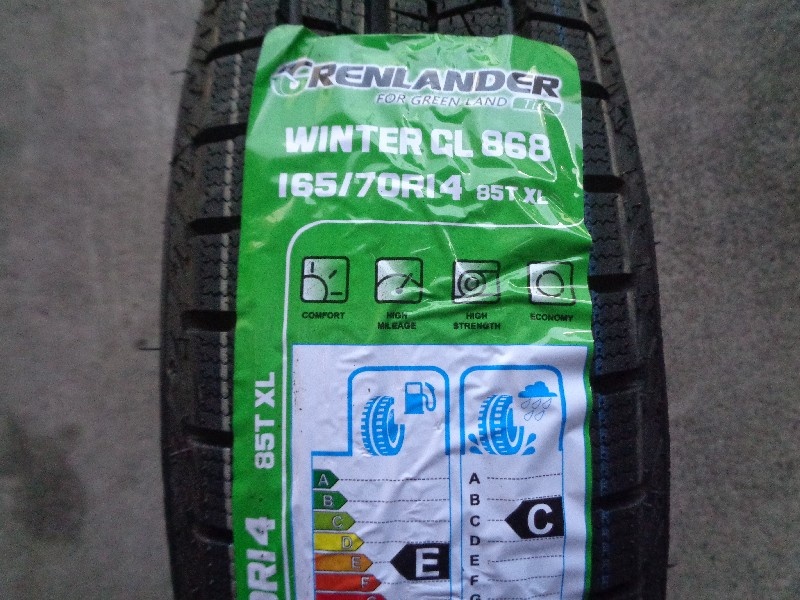 GRENLANDER
FOR GREEN LAND
WINTER GL 868
165/70R14 85T XL
COMFORT
HIGH MILEAGE
HIGH STRENGTH
ECONOMY
0R14 85T XL
A
B
C
D
E
F
G
E
A
B
C
D
E
F
G
C